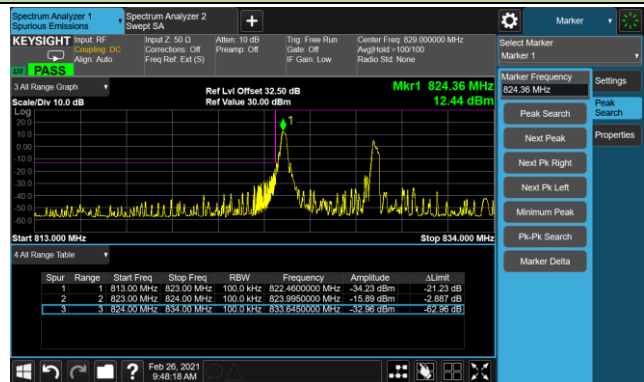 Spectrum Analyzer 1
Spurious Emissions
Spectrum Analyzer 2
Swept SA
Marker
KEYSIGHT Input: RF
Coupling: DC
Align: Auto
Input Z: 50 Ω
Corrections: Off
Freq Ref: Ext (S)
Atten: 10 dB
Preamp: Off
Trig: Free Run
Gate: Off
IF Gain: Low
Center Freq: 829.000000 MHz
Avg|Hold:>100/100
Radio Std: None
PASS
3 All Range Graph
Scale/Div 10.0 dB
Ref Lvl Offset 32.50 dB
Ref Value 30.00 dBm
Mkr1 824.36 MHz
12.44 dBm
Log
20.0
10.0
0.00
-10.0
-20.0
-30.0
-40.0
-50.0
-60.0
1
Start 813.000 MHz
Stop 834.000 MHz
4 All Range Table
Spur Range Start Freq Stop Freq RBW Frequency Amplitude ΔLimit
1 1 813.00 MHz 823.00 MHz 100.0 kHz 822.4600000 MHz -34.23 dBm -21.23 dB
2 2 823.00 MHz 824.00 MHz 100.0 kHz 823.9950000 MHz -15.89 dBm -2.887 dB
3 3 824.00 MHz 834.00 MHz 100.0 kHz 833.6450000 MHz -32.96 dBm -62.96 dB
Feb 26, 2021
9:48:18 AM
Select Marker
Marker 1
Marker Frequency
824.36 MHz
Settings
Peak Search
Peak
Search
Next Peak
Properties
Next Pk Right
Next Pk Left
Minimum Peak
Pk-Pk Search
Marker Delta